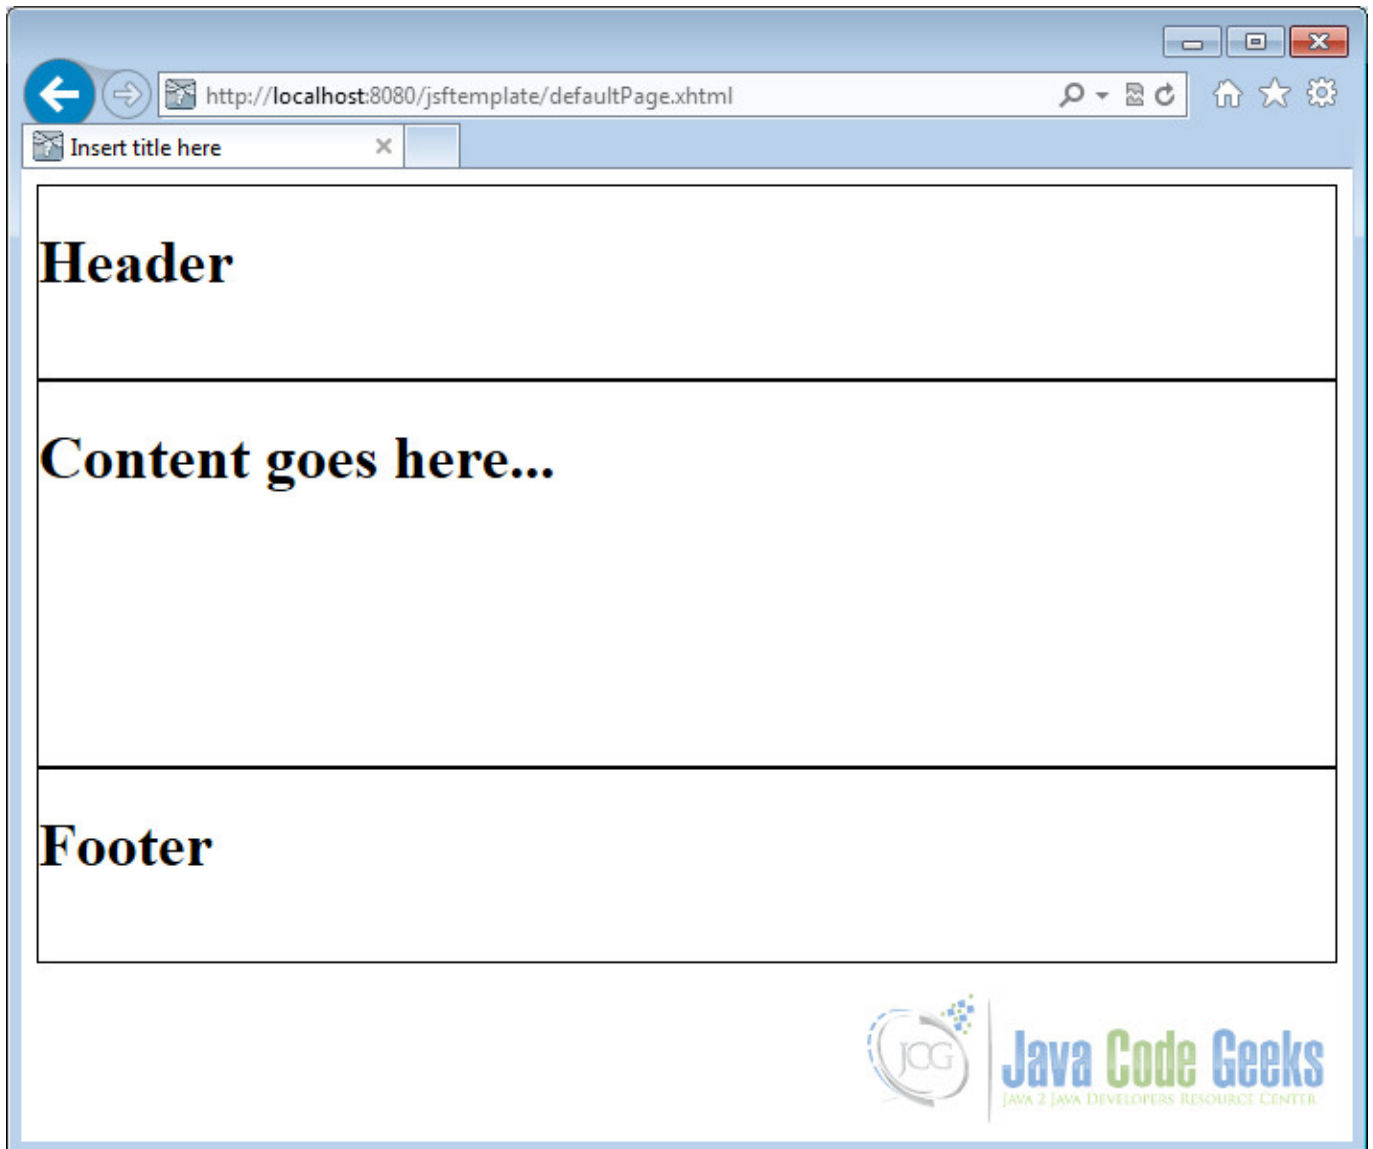 http://localhost:8080/jsftemplate/defaultPage.xhtml
Insert title here
Header
Content goes here...
Footer
JCG
Java Code Geeks
JAVA 2 JAVA DEVELOPERS RESOURCE CENTER